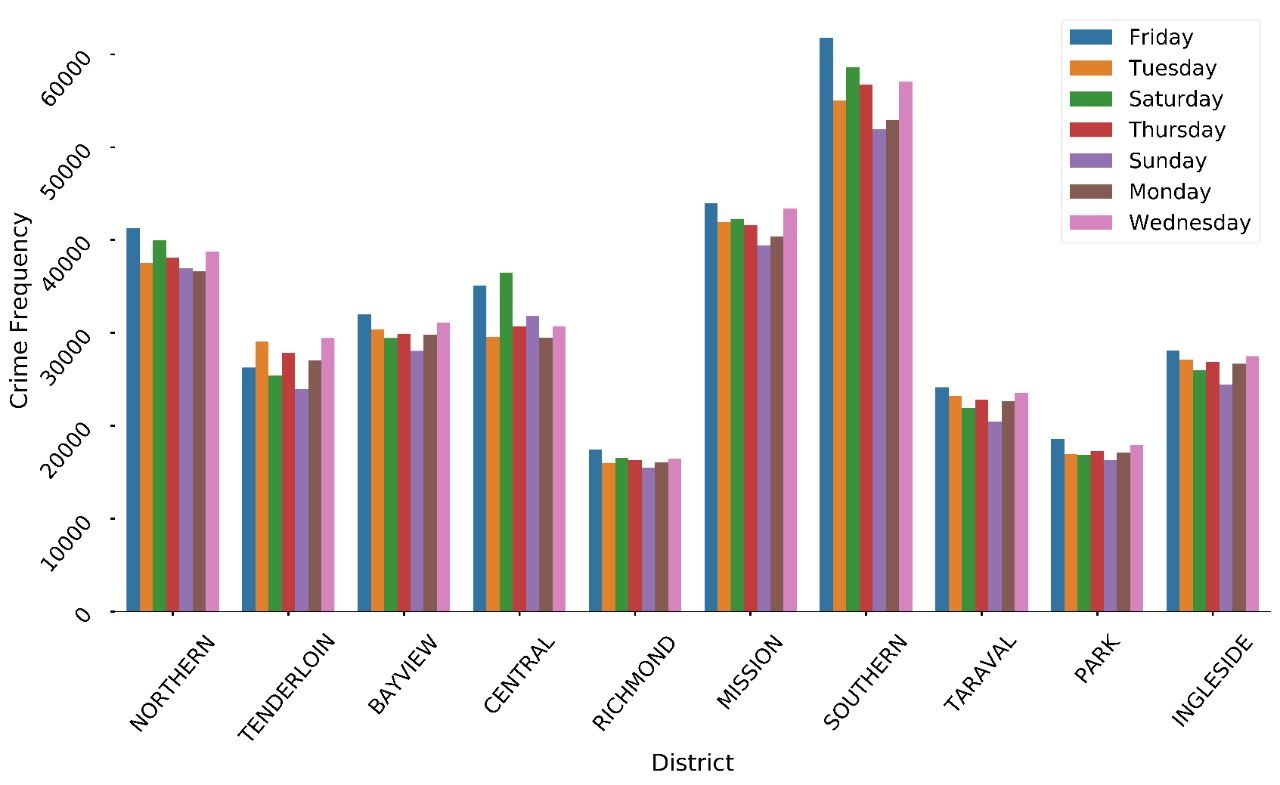 Friday
Tuesday
Saturday
Thursday
Sunday
Monday
Wednesday
Crime Frequency
60000
50000
40000
30000
20000
10000
0
NORTHERN
TENDERLOIN
BAYVIEW
CENTRAL
RICHMOND
MISSION
SOUTHERN
TARAVAL
PARK
INGLESIDE
District